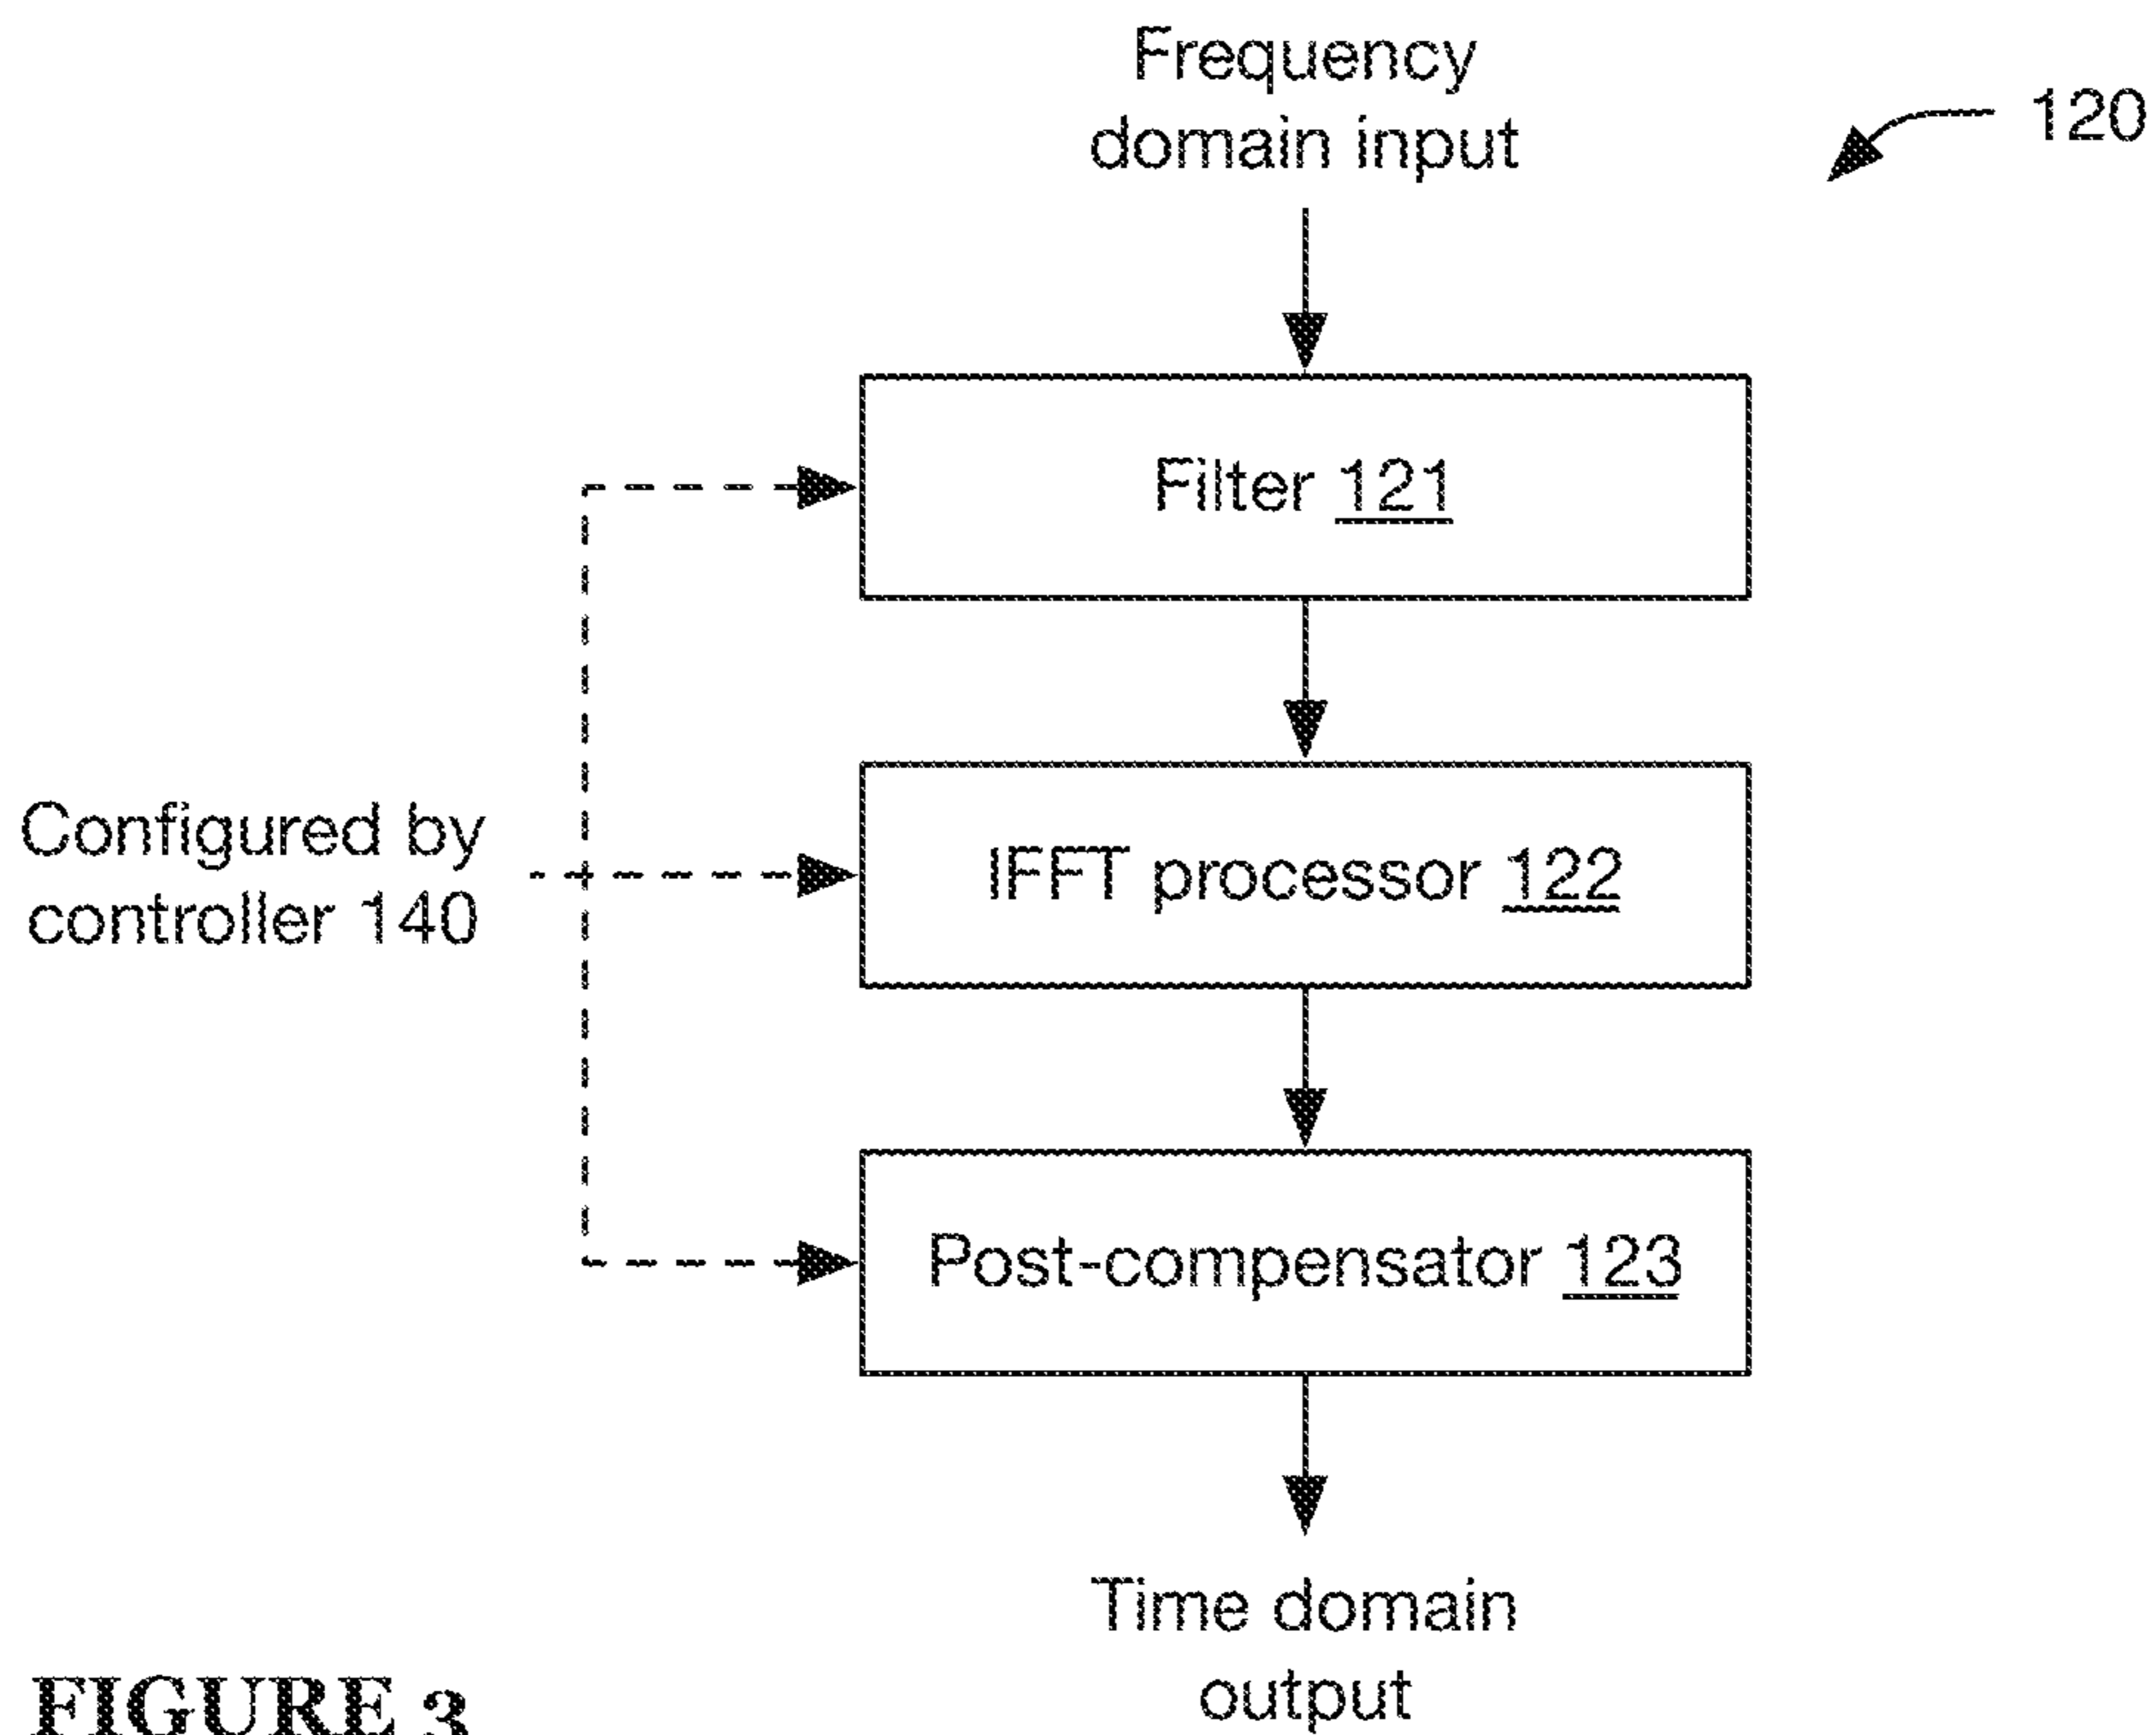 Frequency
domain input
120
Filter 121
Configured by
controller 140
IFFT processor 122
Post-compensator 123
Time domain
output
FIGURE 3